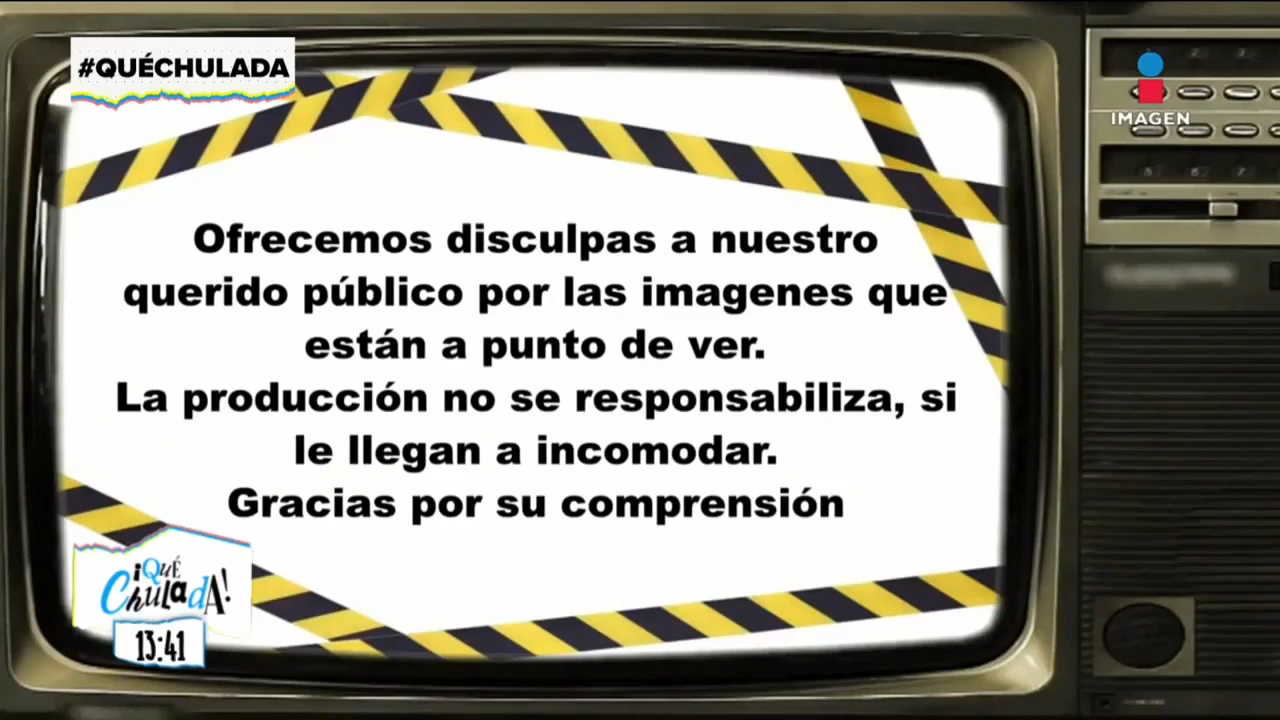 #QUÉCHULADA
IMAGEN
Ofrecemos disculpas a nuestro
querido público por las imagenes que
están a punto de ver.
La producción no se responsabiliza, si
le llegan a incomodar.
Gracias por su comprensión
¡QUÉ
ChuladA!
13:41